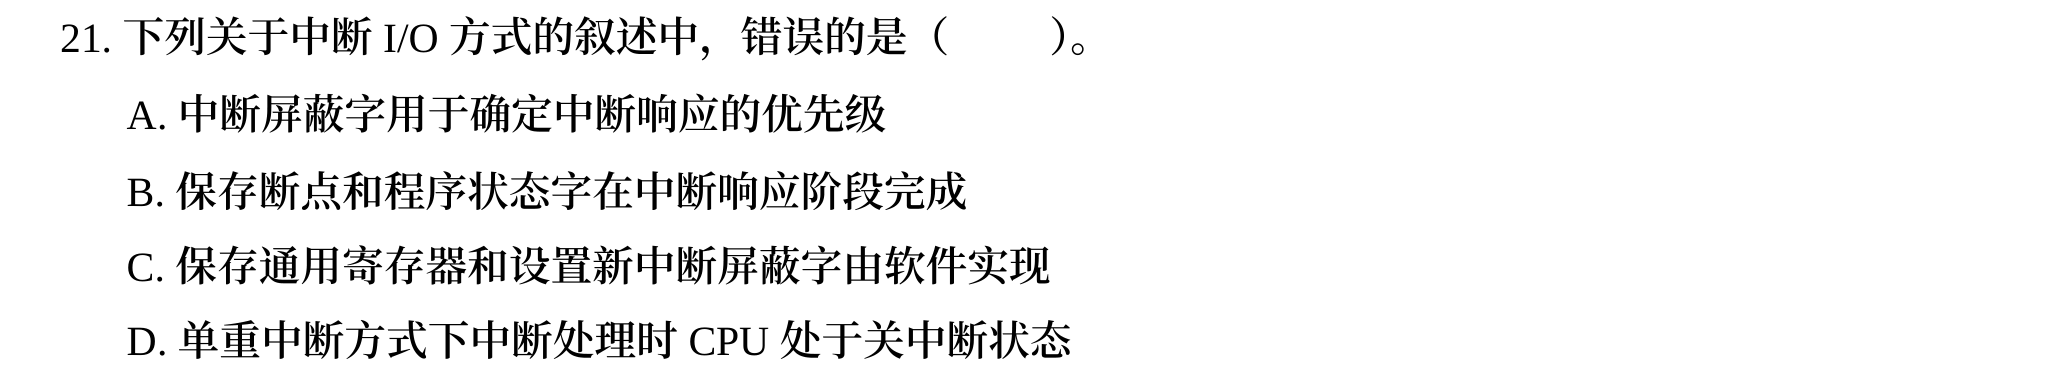 21. 下列关于中断 I/O 方式的叙述中，错误的是（　　）。
A. 中断屏蔽字用于确定中断响应的优先级
B. 保存断点和程序状态字在中断响应阶段完成
C. 保存通用寄存器和设置新中断屏蔽字由软件实现
D. 单重中断方式下中断处理时 CPU 处于关中断状态